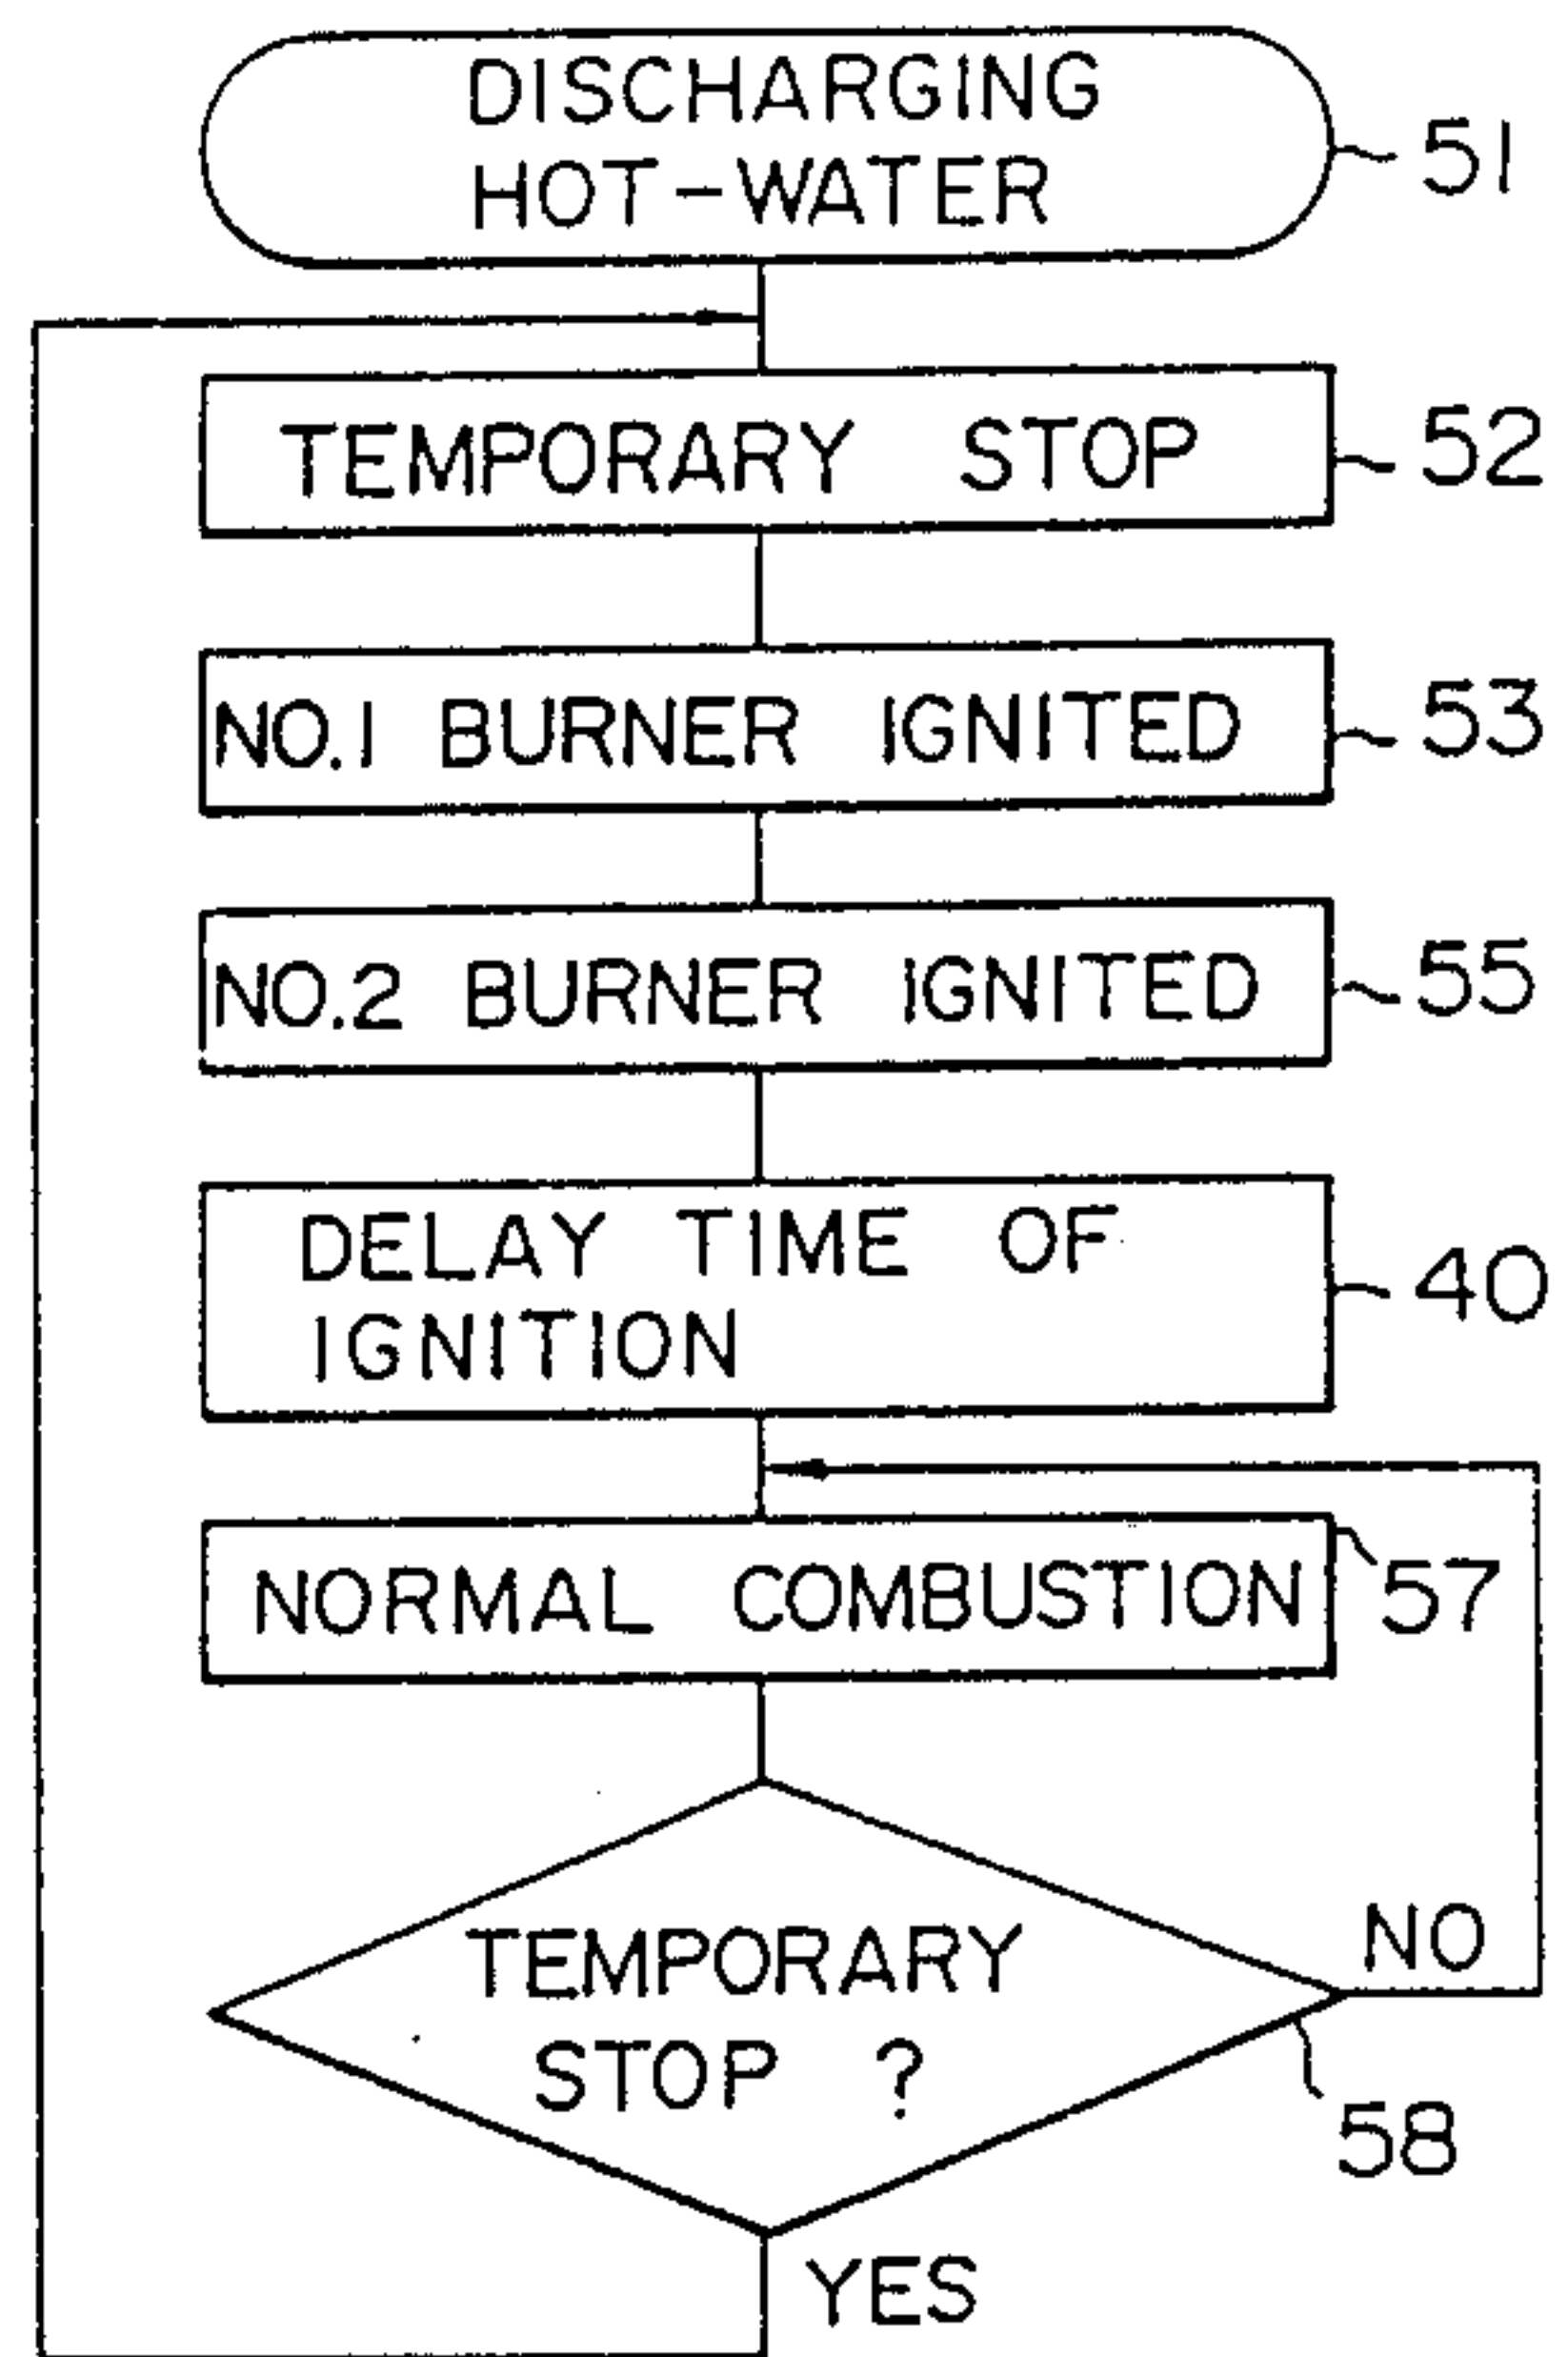 DISCHARGING
HOT-WATER
51
TEMPORARY STOP
52
NO.1 BURNER IGNITED
53
NO.2 BURNER IGNITED
55
DELAY TIME OF
IGNITION
40
NORMAL COMBUSTION
57
TEMPORARY
STOP ?
NO
58
YES